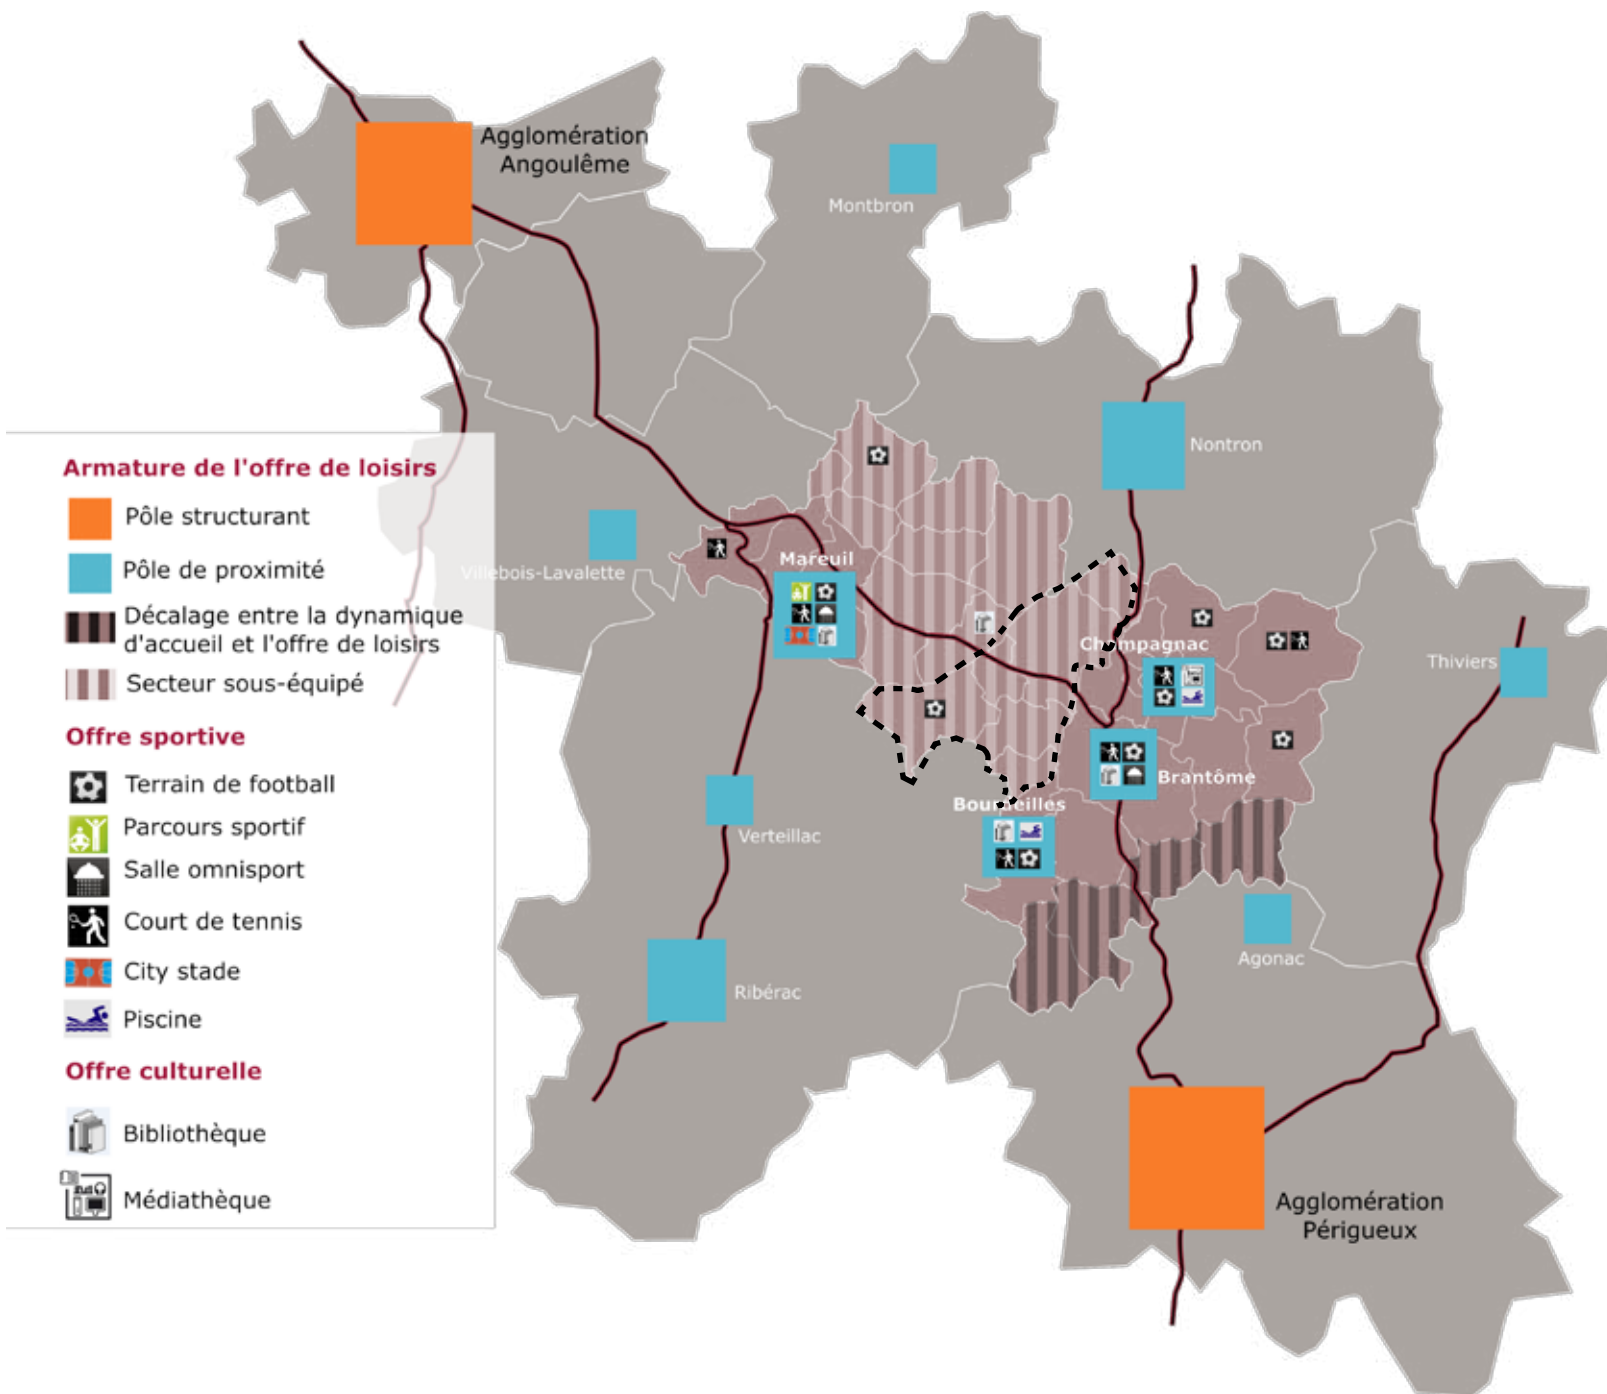 Agglomération
Angoulême
Montbron
Nontron
Armature de l'offre de loisirs
Pôle structurant
Pôle de proximité
Décalage entre la dynamique
d'accueil et l'offre de loisirs
Secteur sous-équipé
Offre sportive
Terrain de football
Parcours sportif
Salle omnisport
Court de tennis
City stade
Piscine
Offre culturelle
Bibliothèque
Médiathèque
Villebois-Lavalette
Mareuil
Champagnac
Thiviers
Brantôme
Bourdeilles
Verteillac
Agonac
Ribérac
Agglomération
Périgueux